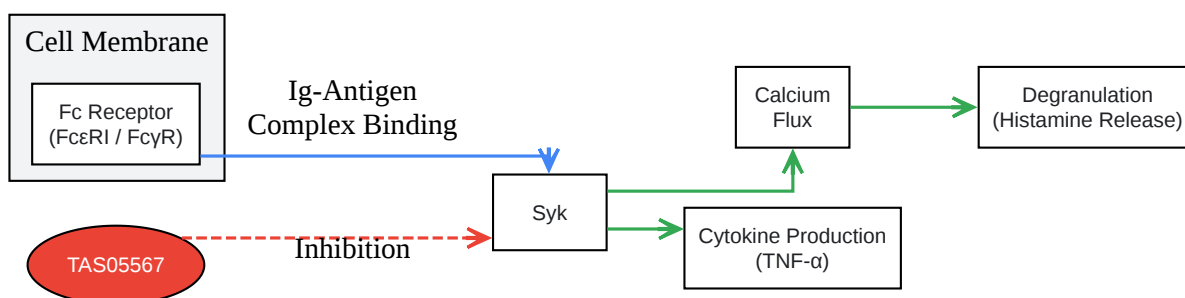 Cell Membrane
Fc Receptor
(FcεRI / FcγR)
Ig-Antigen
Complex Binding
Calcium
Flux
Degranulation
(Histamine Release)
Syk
Cytokine Production
(TNF-α)
TAS05567
Inhibition